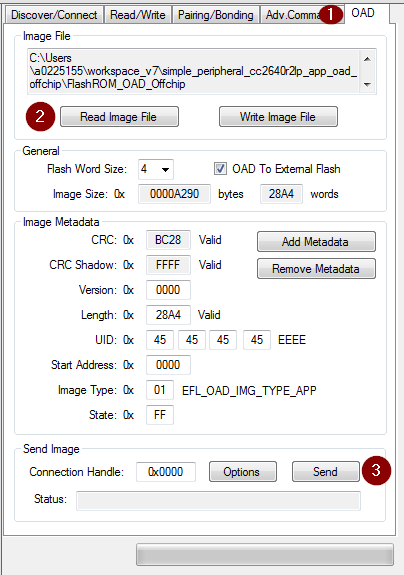 Discover/Connect Read/Write Pairing/Bonding Adv.Comma 1 OAD
Image File
C:\Users
\a0225155\workspace_v7\simple_peripheral_cc2640r2lp_app_oad_
offchip\FlashROM_OAD_Offchip
2 Read Image File Write Image File
General
Flash Word Size: 4 OAD To External Flash
Image Size: 0x 0000A290 bytes 28A4 words
Image Metadata
CRC: 0x BC28 Valid Add Metadata
CRC Shadow: 0x FFFF Valid Remove Metadata
Version: 0x 0000
Length: 0x 28A4 Valid
UID: 0x 45 45 45 45 EEEE
Start Address: 0x 0000
Image Type: 0x 01 EFL_OAD_IMG_TYPE_APP
State: 0x FF
Send Image
Connection Handle: 0x0000 Options Send 3
Status: